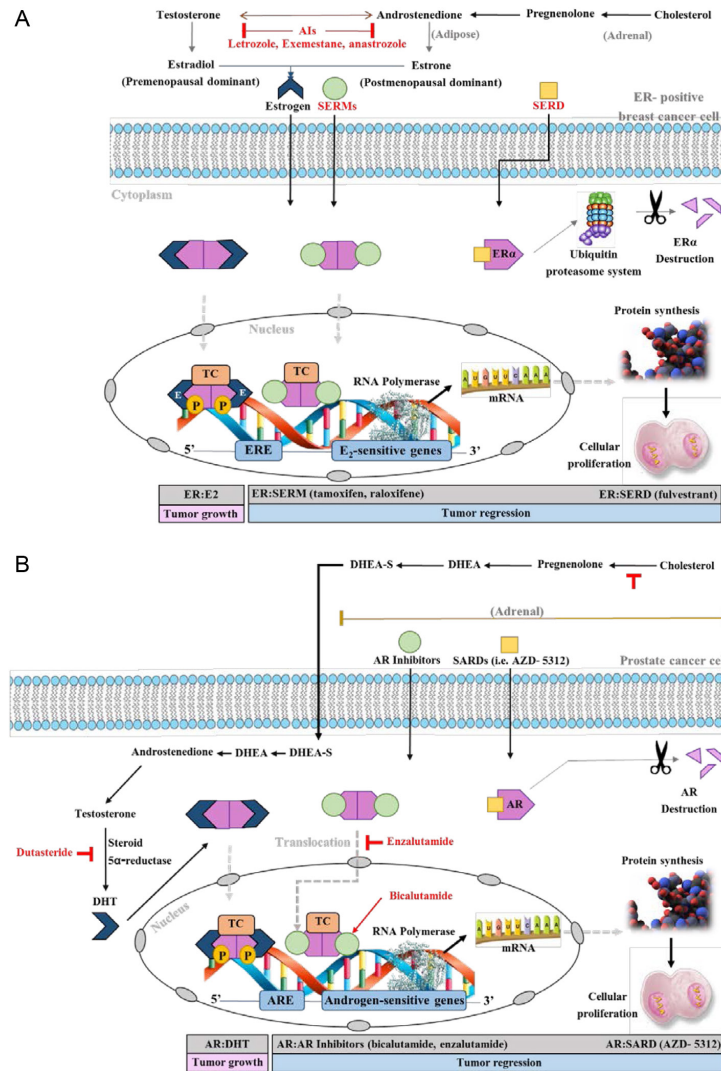 A
Testosterone
Androstenedione
Pregnenolone
Cholesterol
AIs
Letrozole, Exemestane, anastrozole
(Adipose)
(Adrenal)
Estradiol
Estrone
(Premenopausal dominant)
(Postmenopausal dominant)
Estrogen
SERMs
SERD
ER- positive
breast cancer cell
Cytoplasm
ERα
Ubiquitin
proteasome system
ERα
Destruction
Nucleus
Protein synthesis
TC
TC
RNA Polymerase
E
E
P
P
A U G U U C A A A
mRNA
5’
ERE
E2-sensitive genes
3’
Cellular
proliferation
ER:E2
ER:SERM (tamoxifen, raloxifene)
ER:SERD (fulvestrant)
Tumor growth
Tumor regression
B
DHEA-S
DHEA
Pregnenolone
Cholesterol
(Adrenal)
AR Inhibitors
SARDs (i.e. AZD- 5312)
Prostate cancer ce
Androstenedione
DHEA
DHEA-S
Testosterone
AR
AR
Destruction
Dutasteride
Steroid
5α-reductase
Translocation
Enzalutamide
DHT
Nucleus
Bicalutamide
Protein synthesis
TC
TC
RNA Polymerase
P
P
A U G U U C A A A
mRNA
5’
ARE
Androgen-sensitive genes
3’
Cellular
proliferation
AR:DHT
AR:AR Inhibitors (bicalutamide, enzalutamide)
AR:SARD (AZD- 5312)
Tumor growth
Tumor regression